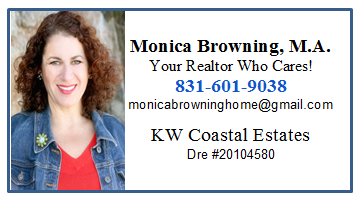 Monica Browning, M.A.
Your Realtor Who Cares!
831-601-9038
monicabrowninghome@gmail.com
KW Coastal Estates
Dre #20104580